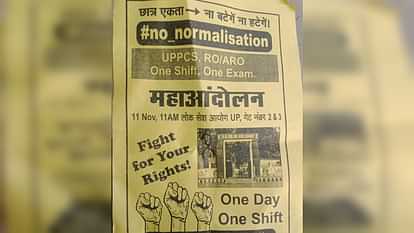 छात्र एकता → ना बटेगें ना हटेगें।
#no_normalisation
UPPCS, RO/ARO
One Shift, One Exam.
महाआंदोलन
11 Nov, 11AM लोक सेवा आयोग UP, गेट नंबर 2 & 3
Fight
for Your
Rights!
One Day
One Shift